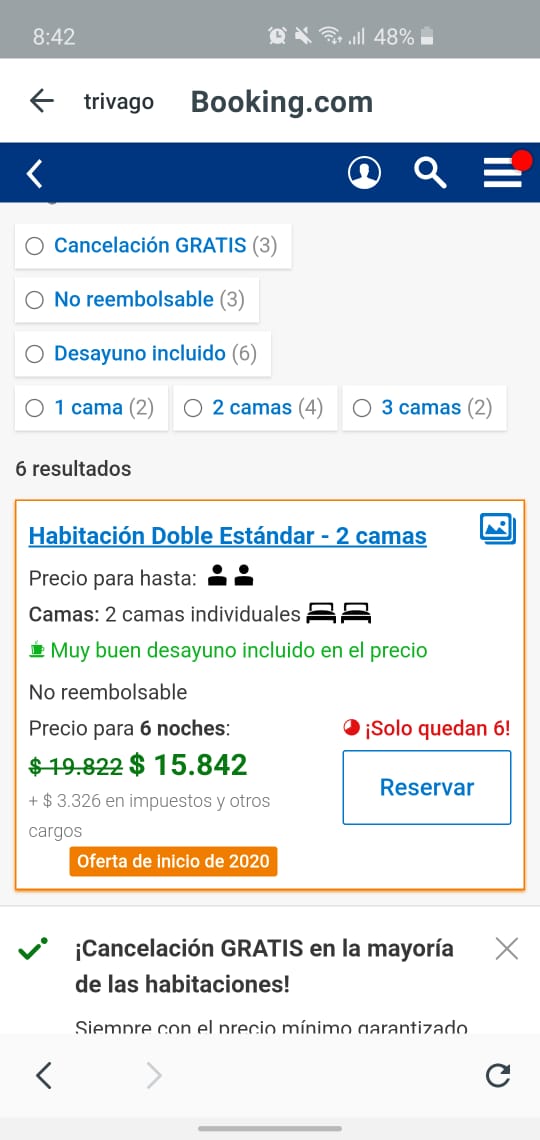 8:42
48%
trivago Booking.com
Cancelación GRATIS (3)
No reembolsable (3)
Desayuno incluido (6)
1 cama (2) 2 camas (4) 3 camas (2)
6 resultados
Habitación Doble Estándar - 2 camas
Precio para hasta:
Camas: 2 camas individuales
Muy buen desayuno incluido en el precio
No reembolsable
Precio para 6 noches:
¡Solo quedan 6!
$ 19.822 $ 15.842
Reservar
+ $ 3.326 en impuestos y otros
cargos
Oferta de inicio de 2020
¡Cancelación GRATIS en la mayoría
de las habitaciones!
Siempre con el precio mínimo garantizado